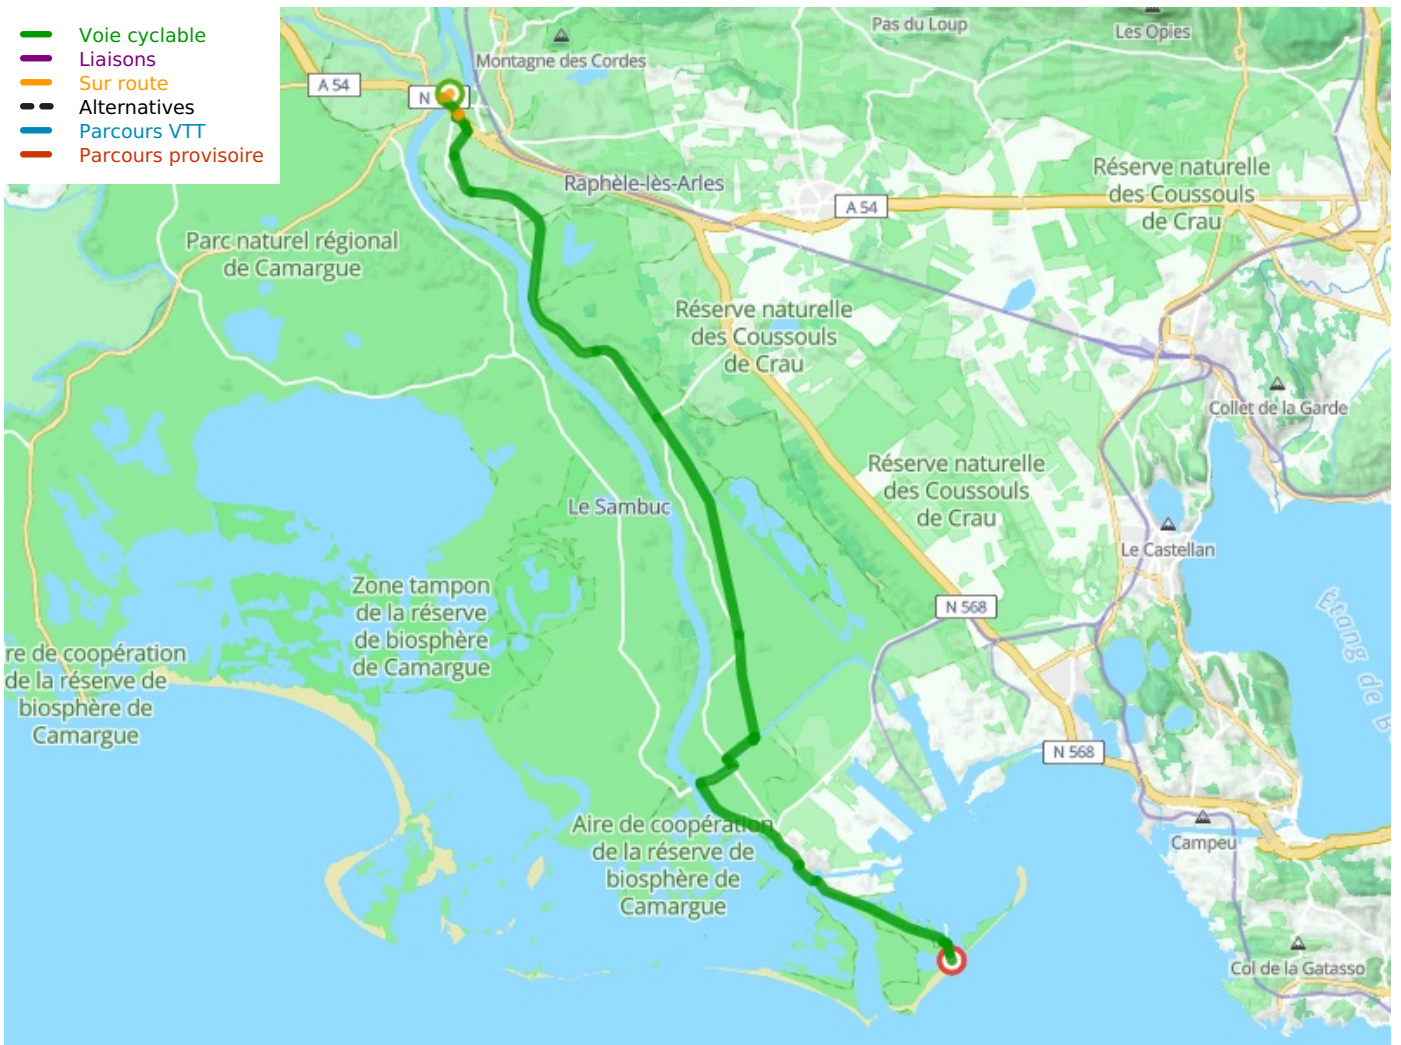 Voie cyclable
Liaisons
Sur route
Alternatives
Parcours VTT
Parcours provisoire
Pas du Loup
Les Opies
Montagne des Cordes
A 54
N
Raphèle-lès-Arles
A 54
Réserve naturelle
des Coussouls
de Crau
Parc naturel régional
de Camargue
Réserve naturelle
des Coussouls
de Crau
Collet de la Garde
Réserve naturelle
des Coussouls
de Crau
Le Sambuc
Le Castellan
Zone tampon
de la réserve
de biosphère
de Camargue
N 568
Étang de B
re de coopération
de la réserve de
biosphère de
Camargue
N 568
Aire de coopération
de la réserve de
biosphère de
Camargue
Campeu
Col de la Gatasso